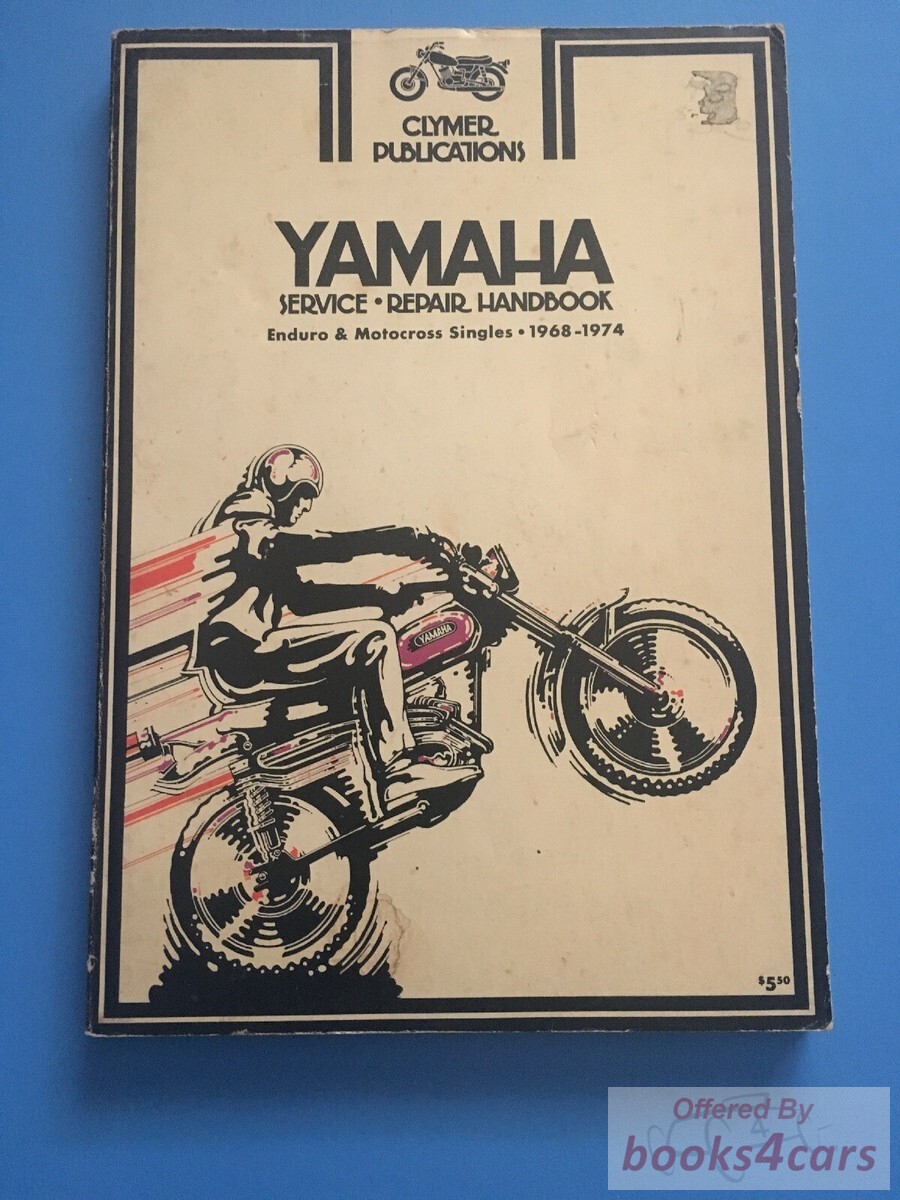 CLYMER
PUBLICATIONS
YAMAHA
SERVICE • REPAIR HANDBOOK
Enduro & Motocross Singles • 1968-1974
YAMAHA
$5.50
Offered By
books4cars